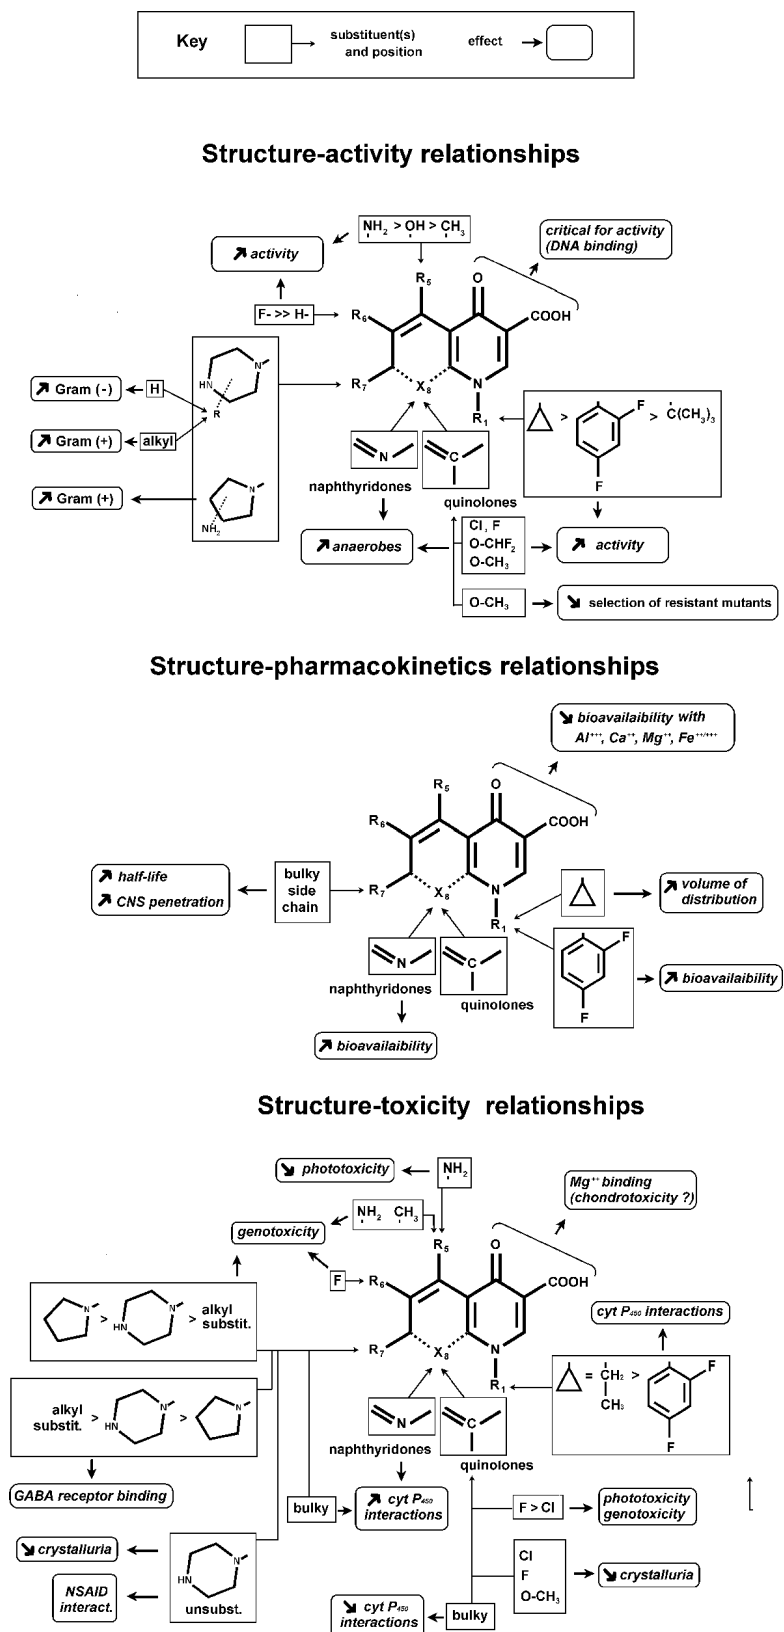 Key
substituent(s)
and position
effect
Structure-activity relationships
NH2 > OH > CH3
↗ activity
critical for activity
(DNA binding)
R5
O
F- >> H-
R6
COOH
HN
N
R
↗ Gram (-)
H
R7
X8
N
R1
> F
F
> C(CH3)3
↗ Gram (+)
alkyl
N
C
naphthyridones
quinolones
↗ Gram (+)
N
NH2
↗ anaerobes
Cl, F
O-CHF2
O-CH3
↗ activity
O-CH3
↘ selection of resistant mutants
Structure-pharmacokinetics relationships
↘ bioavailaibility with
Al+++, Ca++, Mg++, Fe++/+++
R5
O
R6
COOH
↗ half-life
↗ CNS penetration
bulky
side
chain
R7
X8
N
R1
↗ volume of
distribution
N
C
naphthyridones
quinolones
F
F
↗ bioavailaibility
↗ bioavailaibility
Structure-toxicity relationships
↘ phototoxicity
NH2
Mg++ binding
(chondrotoxicity ?)
NH2 CH3
genotoxicity
R5
O
F
R6
COOH
N
> HN
N
> alkyl
substit.
cyt P450 interactions
R7
X8
N
R1
= CH2
CH3
> F
F
alkyl
substit.
> HN
N
> N
N
C
naphthyridones
quinolones
GABA receptor binding
bulky
↗ cyt P450
interactions
F > Cl
phototoxicity
genotoxicity
↘ crystalluria
HN
N
unsubst.
NSAID
interact.
Cl
F
O-CH3
↘ crystalluria
↘ cyt P450
interactions
bulky